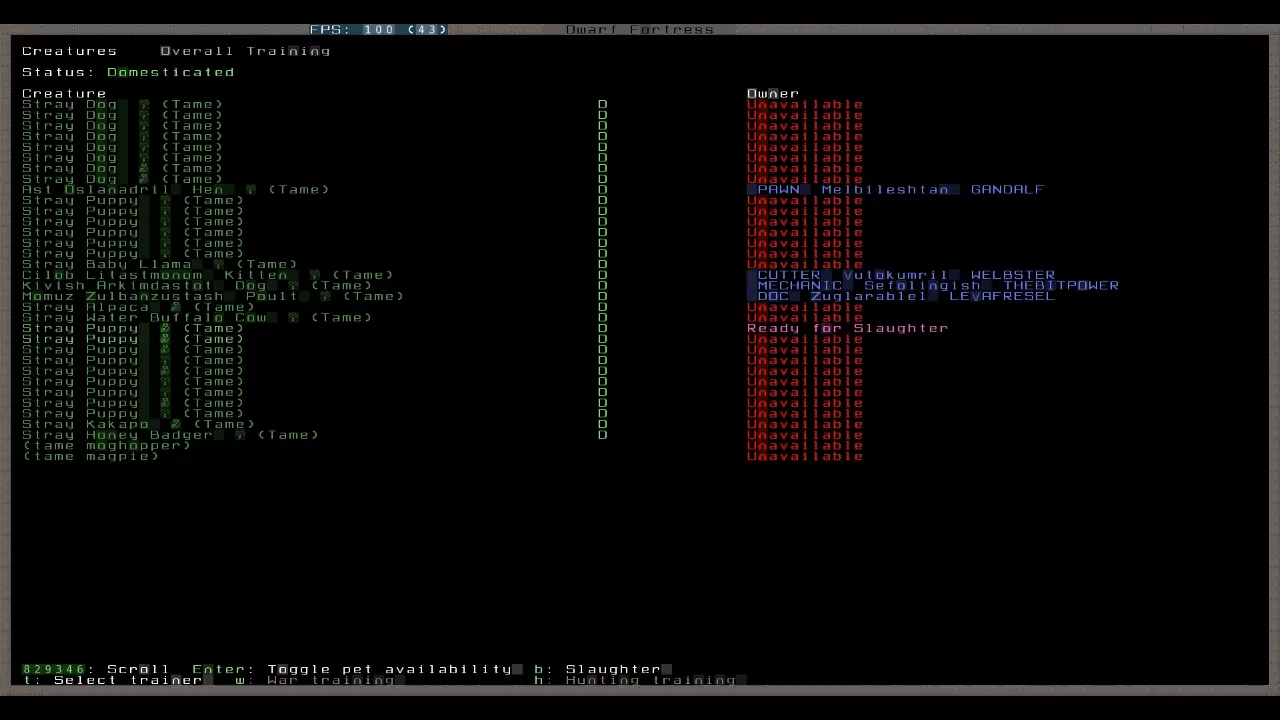 FPS: 100 (43) Dwarf Fortress
Creatures Overall Training
Status: Domesticated
Creature Owner
Stray Dog ♀ (Tame) D Unavailable
Stray Dog ♀ (Tame) D Unavailable
Stray Dog ♀ (Tame) D Unavailable
Stray Dog ♀ (Tame) D Unavailable
Stray Dog ♀ (Tame) D Unavailable
Stray Dog ♀ (Tame) D Unavailable
Stray Dog ♂ (Tame) D Unavailable
Stray Dog ♂ (Tame) D Unavailable
Ast Oslanadril, Hen, ♀ (Tame) D PAWN, Melbileshtan, GANDALF
Stray Puppy, ♀ (Tame) D Unavailable
Stray Puppy, ♀ (Tame) D Unavailable
Stray Puppy, ♀ (Tame) D Unavailable
Stray Puppy, ♀ (Tame) D Unavailable
Stray Puppy, ♀ (Tame) D Unavailable
Stray Puppy, ♀ (Tame) D Unavailable
Stray Baby Llama, ♀ (Tame) D Unavailable
Cilob Litastmonom, Kitten, ♀ (Tame) D CUTTER, Vutokumril, WELBSTER
Kivish Arkimdastot, Dog, ♀ (Tame) D MECHANIC, Sefolingish, THEBITPOWER
Momuz Zulbanzustash, Poult, ♀ (Tame) D DOC, Zuglarablel, LEVAFRESEL
Stray Alpaca, ♂ (Tame) D Unavailable
Stray Water Buffalo Cow, ♀ (Tame) D Unavailable
Stray Puppy, ♂ (Tame) D Ready for Slaughter
Stray Puppy, ♂ (Tame) D Unavailable
Stray Puppy, ♂ (Tame) D Unavailable
Stray Puppy, ♀ (Tame) D Unavailable
Stray Puppy, ♂ (Tame) D Unavailable
Stray Puppy, ♀ (Tame) D Unavailable
Stray Puppy, ♀ (Tame) D Unavailable
Stray Puppy, ♂ (Tame) D Unavailable
Stray Puppy, ♀ (Tame) D Unavailable
Stray Kakapo, ♂ (Tame) D Unavailable
Stray Honey Badger, ♀ (Tame) D Unavailable
(tame moghopper) Unavailable
(tame magpie) Unavailable
829346: Scroll Enter: Toggle pet availability b: Slaughter
t: Select trainer w: War training h: Hunting training